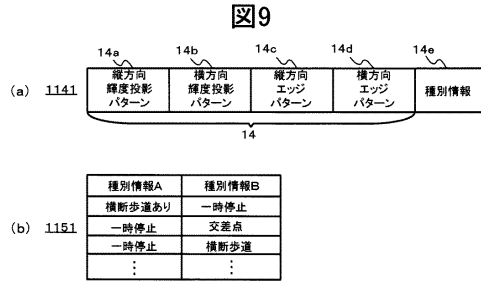 図9
14a 14b 14c 14d 14e
(a) 1141
縦方向 輝度投影 パターン
横方向 輝度投影 パターン
縦方向 エッジ パターン
横方向 エッジ パターン
種別情報
14
(b) 1151
種別情報A 種別情報B
横断歩道あり 一時停止
一時停止 交差点
一時停止 横断歩道
⋮ ⋮